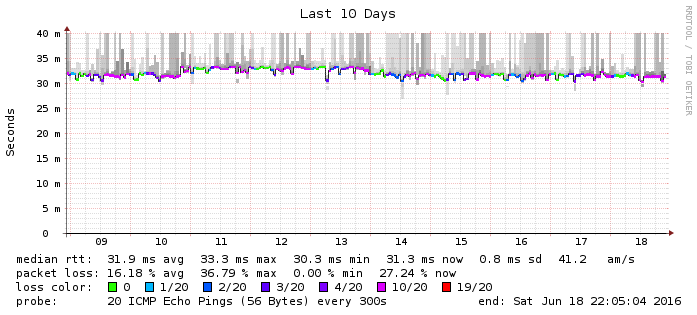 Last 10 Days
RRDTOOL / TOBI OETIKER
Seconds
40 m
35 m
30 m
25 m
20 m
15 m
10 m
5 m
0
09 10 11 12 13 14 15 16 17 18
median rtt: 31.9 ms avg 33.3 ms max 30.3 ms min 31.3 ms now 0.8 ms sd 41.2 am/s
packet loss: 16.18 % avg 36.79 % max 0.00 % min 27.24 % now
loss color: 0 1/20 2/20 3/20 4/20 10/20 19/20
probe: 20 ICMP Echo Pings (56 Bytes) every 300s end: Sat Jun 18 22:05:04 2016